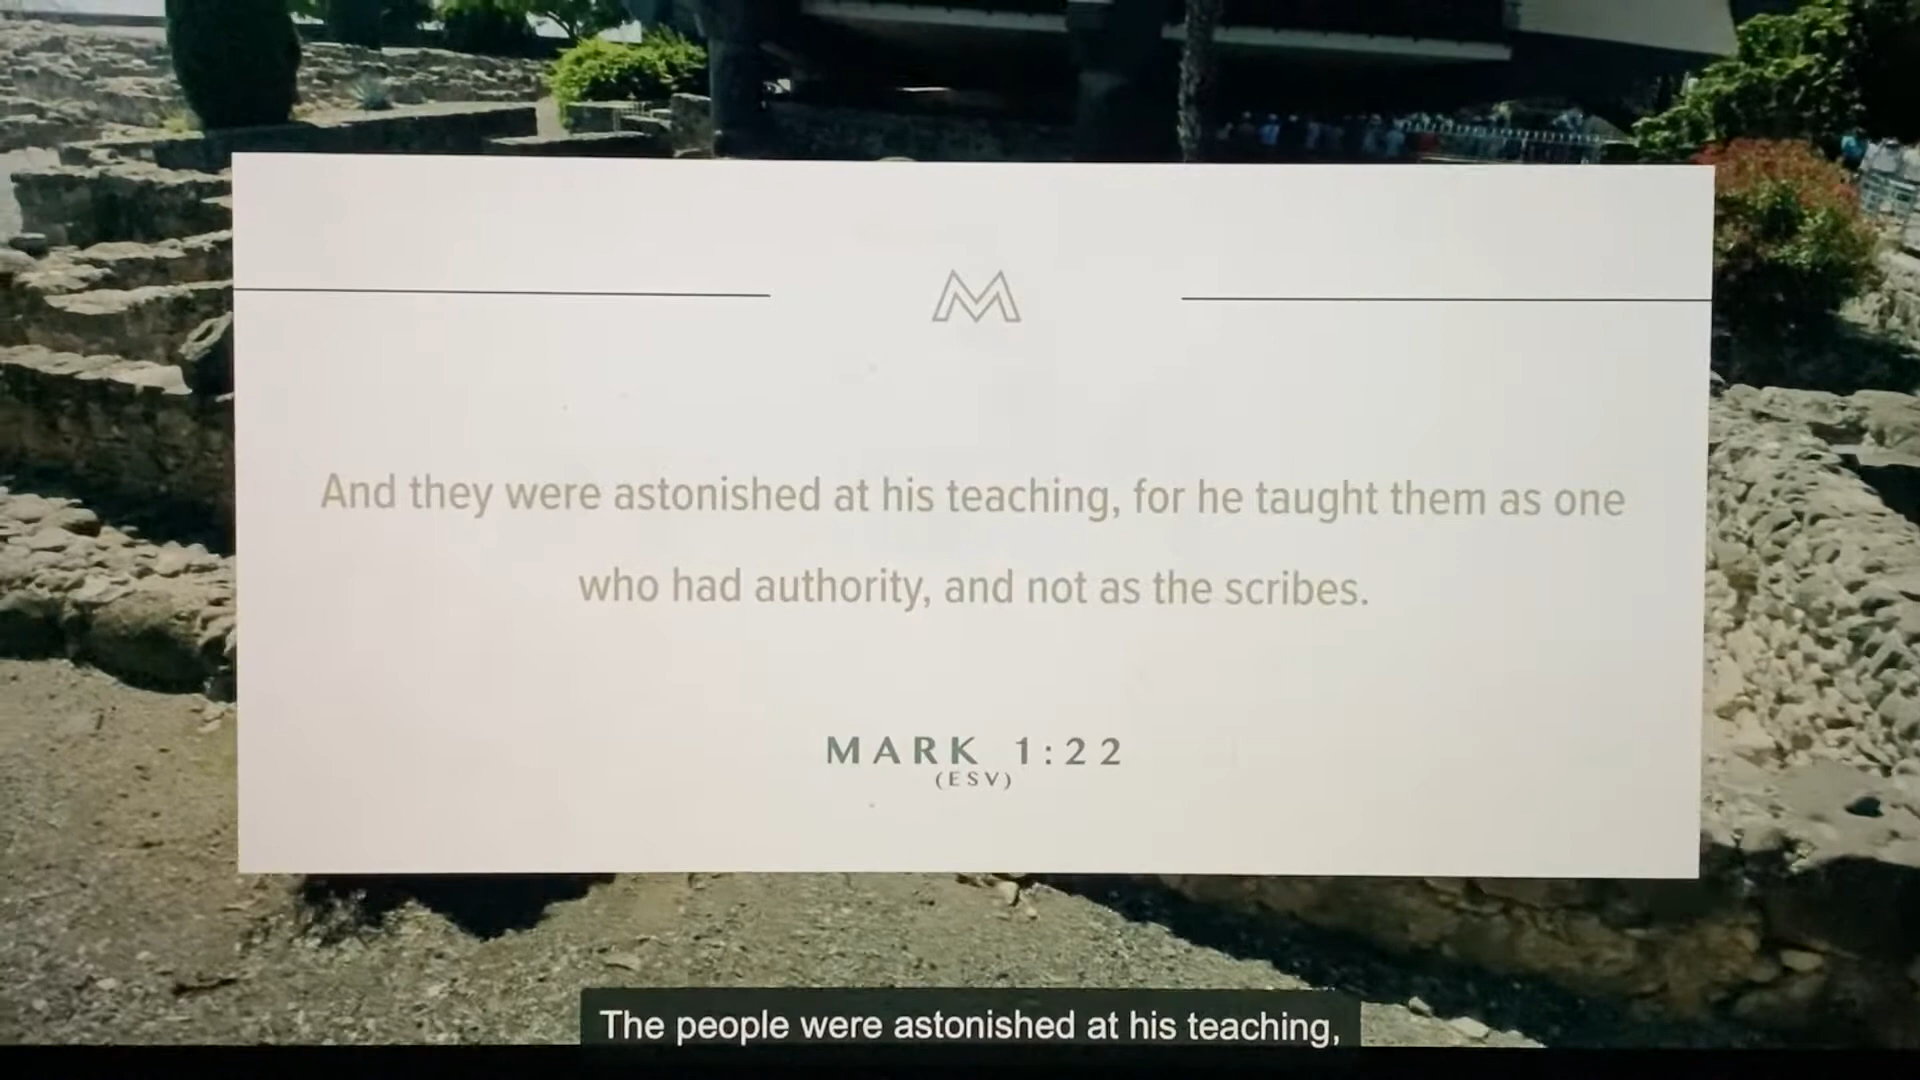 M
And they were astonished at his teaching, for he taught them as one
who had authority, and not as the scribes.
MARK 1:22
(ESV)
The people were astonished at his teaching,